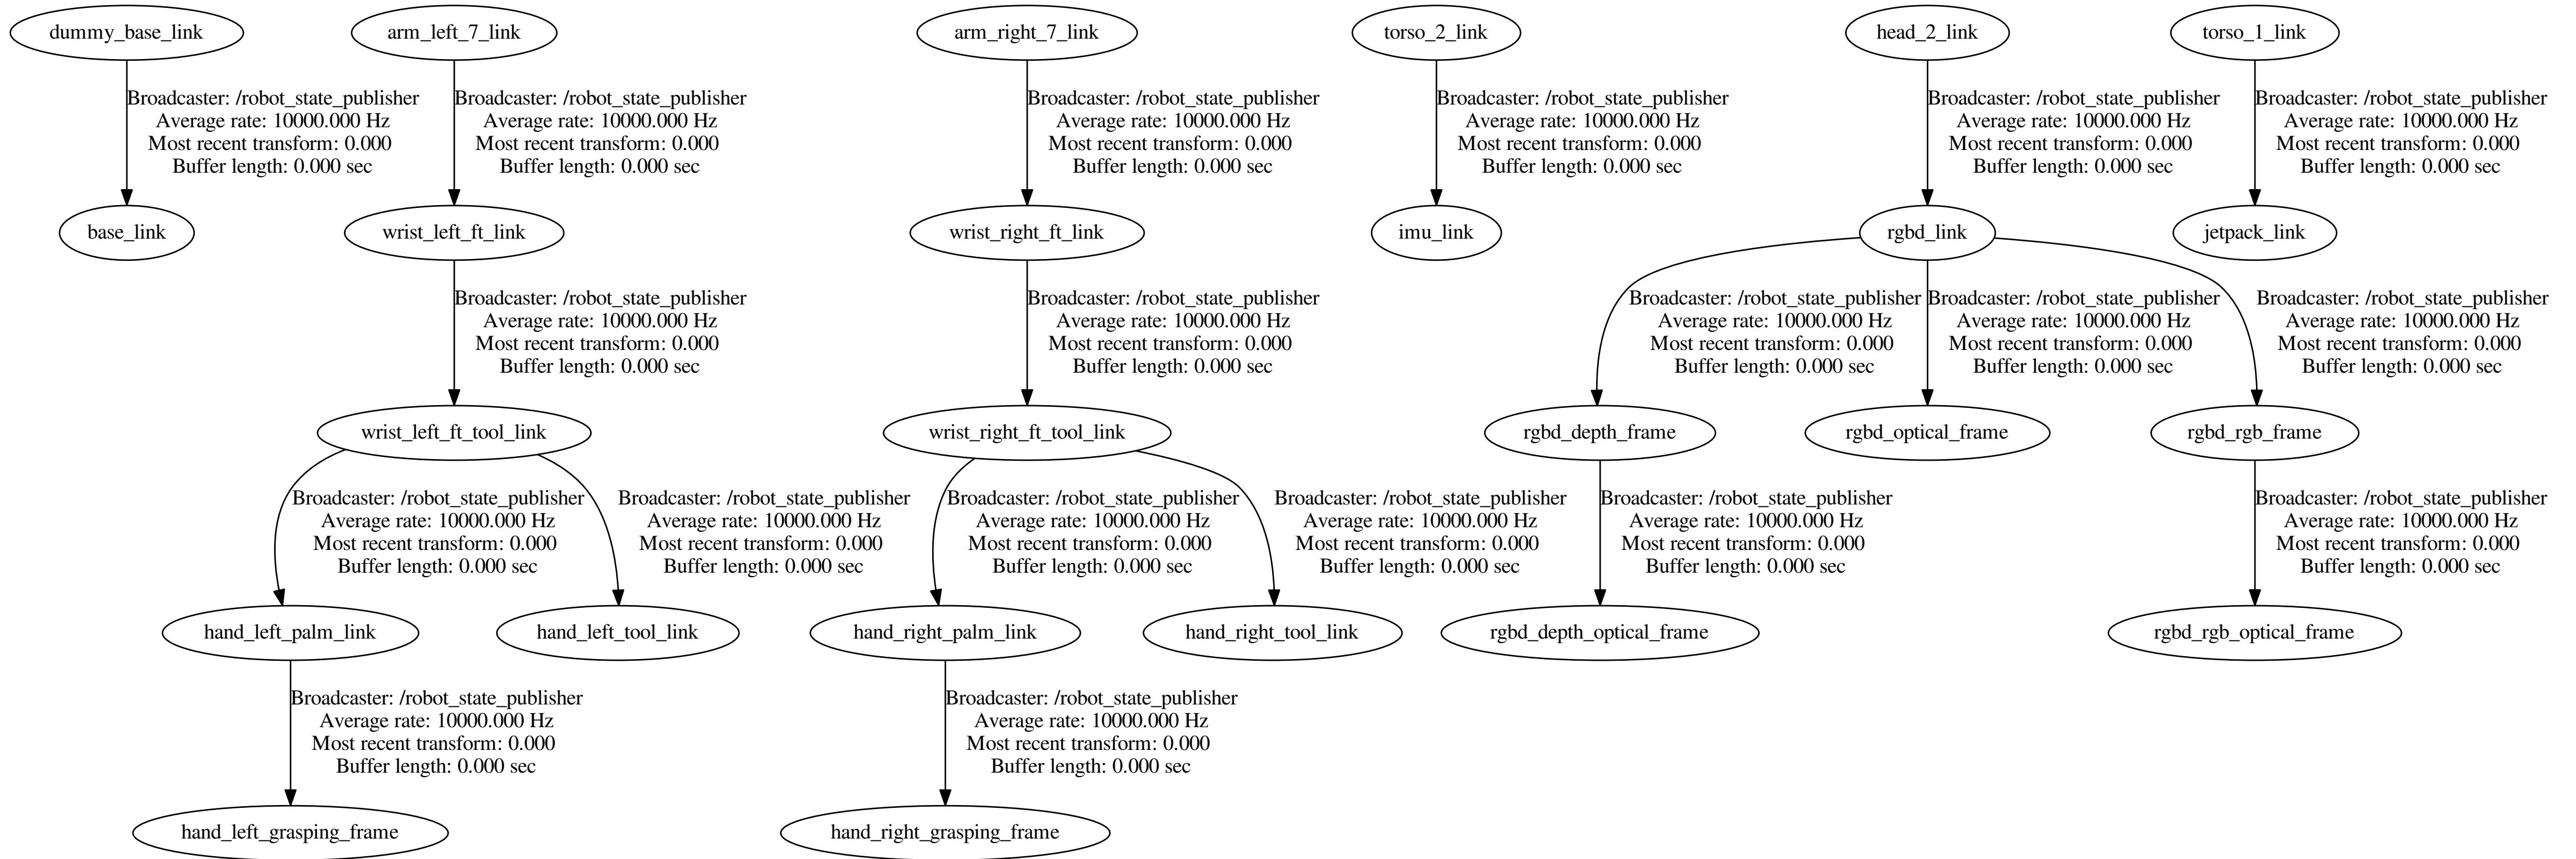 dummy_base_link
arm_left_7_link
arm_right_7_link
torso_2_link
head_2_link
torso_1_link
Broadcaster: /robot_state_publisher
Average rate: 10000.000 Hz
Most recent transform: 0.000
Buffer length: 0.000 sec
Broadcaster: /robot_state_publisher
Average rate: 10000.000 Hz
Most recent transform: 0.000
Buffer length: 0.000 sec
Broadcaster: /robot_state_publisher
Average rate: 10000.000 Hz
Most recent transform: 0.000
Buffer length: 0.000 sec
Broadcaster: /robot_state_publisher
Average rate: 10000.000 Hz
Most recent transform: 0.000
Buffer length: 0.000 sec
Broadcaster: /robot_state_publisher
Average rate: 10000.000 Hz
Most recent transform: 0.000
Buffer length: 0.000 sec
Broadcaster: /robot_state_publisher
Average rate: 10000.000 Hz
Most recent transform: 0.000
Buffer length: 0.000 sec
base_link
wrist_left_ft_link
wrist_right_ft_link
imu_link
rgbd_link
jetpack_link
Broadcaster: /robot_state_publisher
Average rate: 10000.000 Hz
Most recent transform: 0.000
Buffer length: 0.000 sec
Broadcaster: /robot_state_publisher
Average rate: 10000.000 Hz
Most recent transform: 0.000
Buffer length: 0.000 sec
Broadcaster: /robot_state_publisher
Average rate: 10000.000 Hz
Most recent transform: 0.000
Buffer length: 0.000 sec
Broadcaster: /robot_state_publisher
Average rate: 10000.000 Hz
Most recent transform: 0.000
Buffer length: 0.000 sec
Broadcaster: /robot_state_publisher
Average rate: 10000.000 Hz
Most recent transform: 0.000
Buffer length: 0.000 sec
wrist_left_ft_tool_link
wrist_right_ft_tool_link
rgbd_depth_frame
rgbd_optical_frame
rgbd_rgb_frame
Broadcaster: /robot_state_publisher
Average rate: 10000.000 Hz
Most recent transform: 0.000
Buffer length: 0.000 sec
Broadcaster: /robot_state_publisher
Average rate: 10000.000 Hz
Most recent transform: 0.000
Buffer length: 0.000 sec
Broadcaster: /robot_state_publisher
Average rate: 10000.000 Hz
Most recent transform: 0.000
Buffer length: 0.000 sec
Broadcaster: /robot_state_publisher
Average rate: 10000.000 Hz
Most recent transform: 0.000
Buffer length: 0.000 sec
Broadcaster: /robot_state_publisher
Average rate: 10000.000 Hz
Most recent transform: 0.000
Buffer length: 0.000 sec
Broadcaster: /robot_state_publisher
Average rate: 10000.000 Hz
Most recent transform: 0.000
Buffer length: 0.000 sec
hand_left_palm_link
hand_left_tool_link
hand_right_palm_link
hand_right_tool_link
rgbd_depth_optical_frame
rgbd_rgb_optical_frame
Broadcaster: /robot_state_publisher
Average rate: 10000.000 Hz
Most recent transform: 0.000
Buffer length: 0.000 sec
Broadcaster: /robot_state_publisher
Average rate: 10000.000 Hz
Most recent transform: 0.000
Buffer length: 0.000 sec
hand_left_grasping_frame
hand_right_grasping_frame